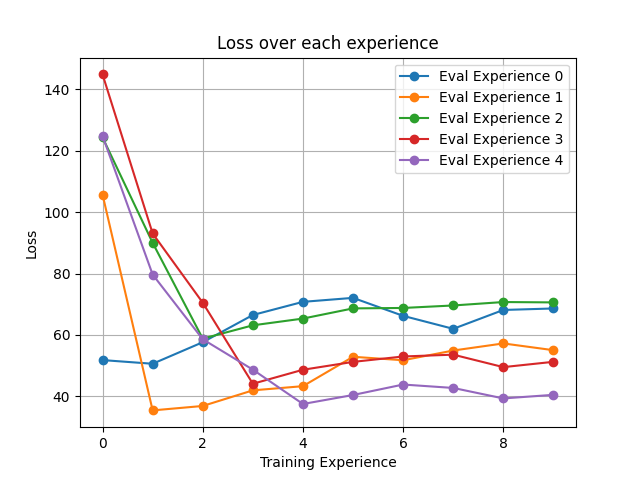 Loss over each experience
Eval Experience 0
Eval Experience 1
Eval Experience 2
Eval Experience 3
Eval Experience 4
Loss
140
120
100
80
60
40
0
2
4
6
8
Training Experience